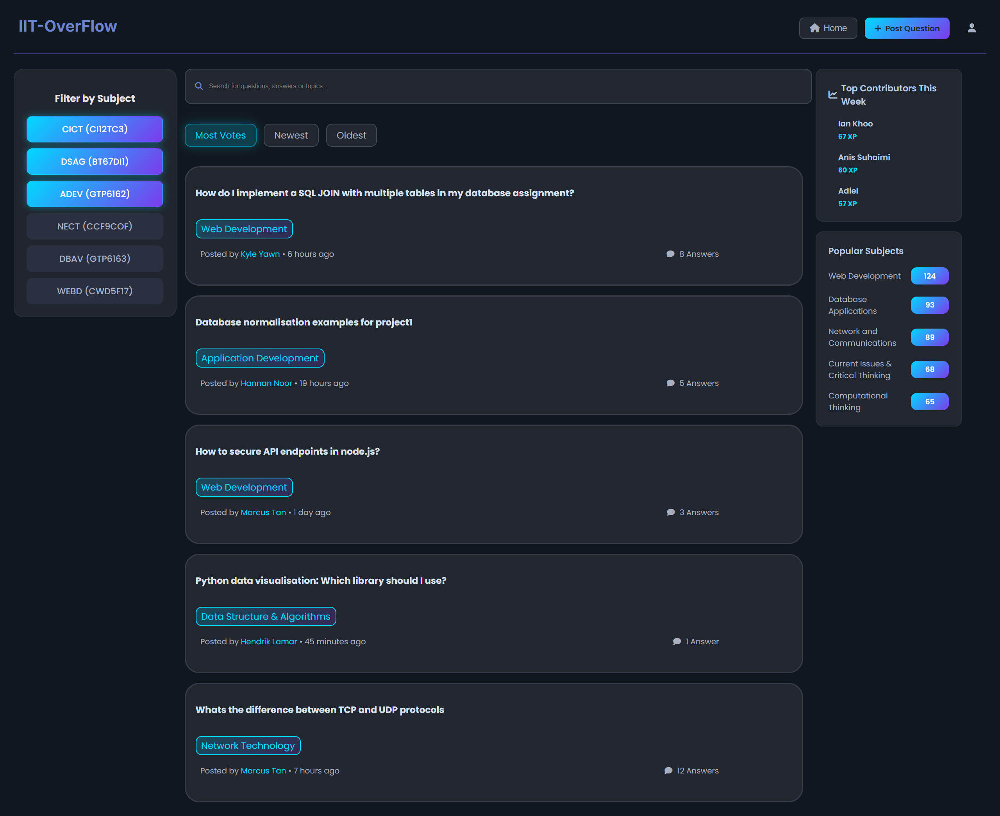 IIT-OverFlow
Home
Post Question
Filter by Subject
CICT (CI12TC3)
DSAG (BT67DI1)
ADEV (GTP6162)
NECT (CCF9COF)
DBAV (GTP6163)
WEBD (CWD5F17)
Search for questions, answers or topics...
Most Votes
Newest
Oldest
How do I implement a SQL JOIN with multiple tables in my database assignment?
Web Development
Posted by Kyle Yawn • 6 hours ago
8 Answers
Database normalisation examples for project1
Application Development
Posted by Hannan Noor • 19 hours ago
5 Answers
How to secure API endpoints in node.js?
Web Development
Posted by Marcus Tan • 1 day ago
3 Answers
Python data visualisation: Which library should I use?
Data Structure & Algorithms
Posted by Hendrik Lamar • 45 minutes ago
1 Answer
Whats the difference between TCP and UDP protocols
Network Technology
Posted by Marcus Tan • 7 hours ago
12 Answers
Top Contributors This
Week
Ian Khoo
67 XP
Anis Suhaimi
60 XP
Adiel
57 XP
Popular Subjects
Web Development
124
Database
Applications
93
Network and
Communications
89
Current Issues &
Critical Thinking
68
Computational
Thinking
65